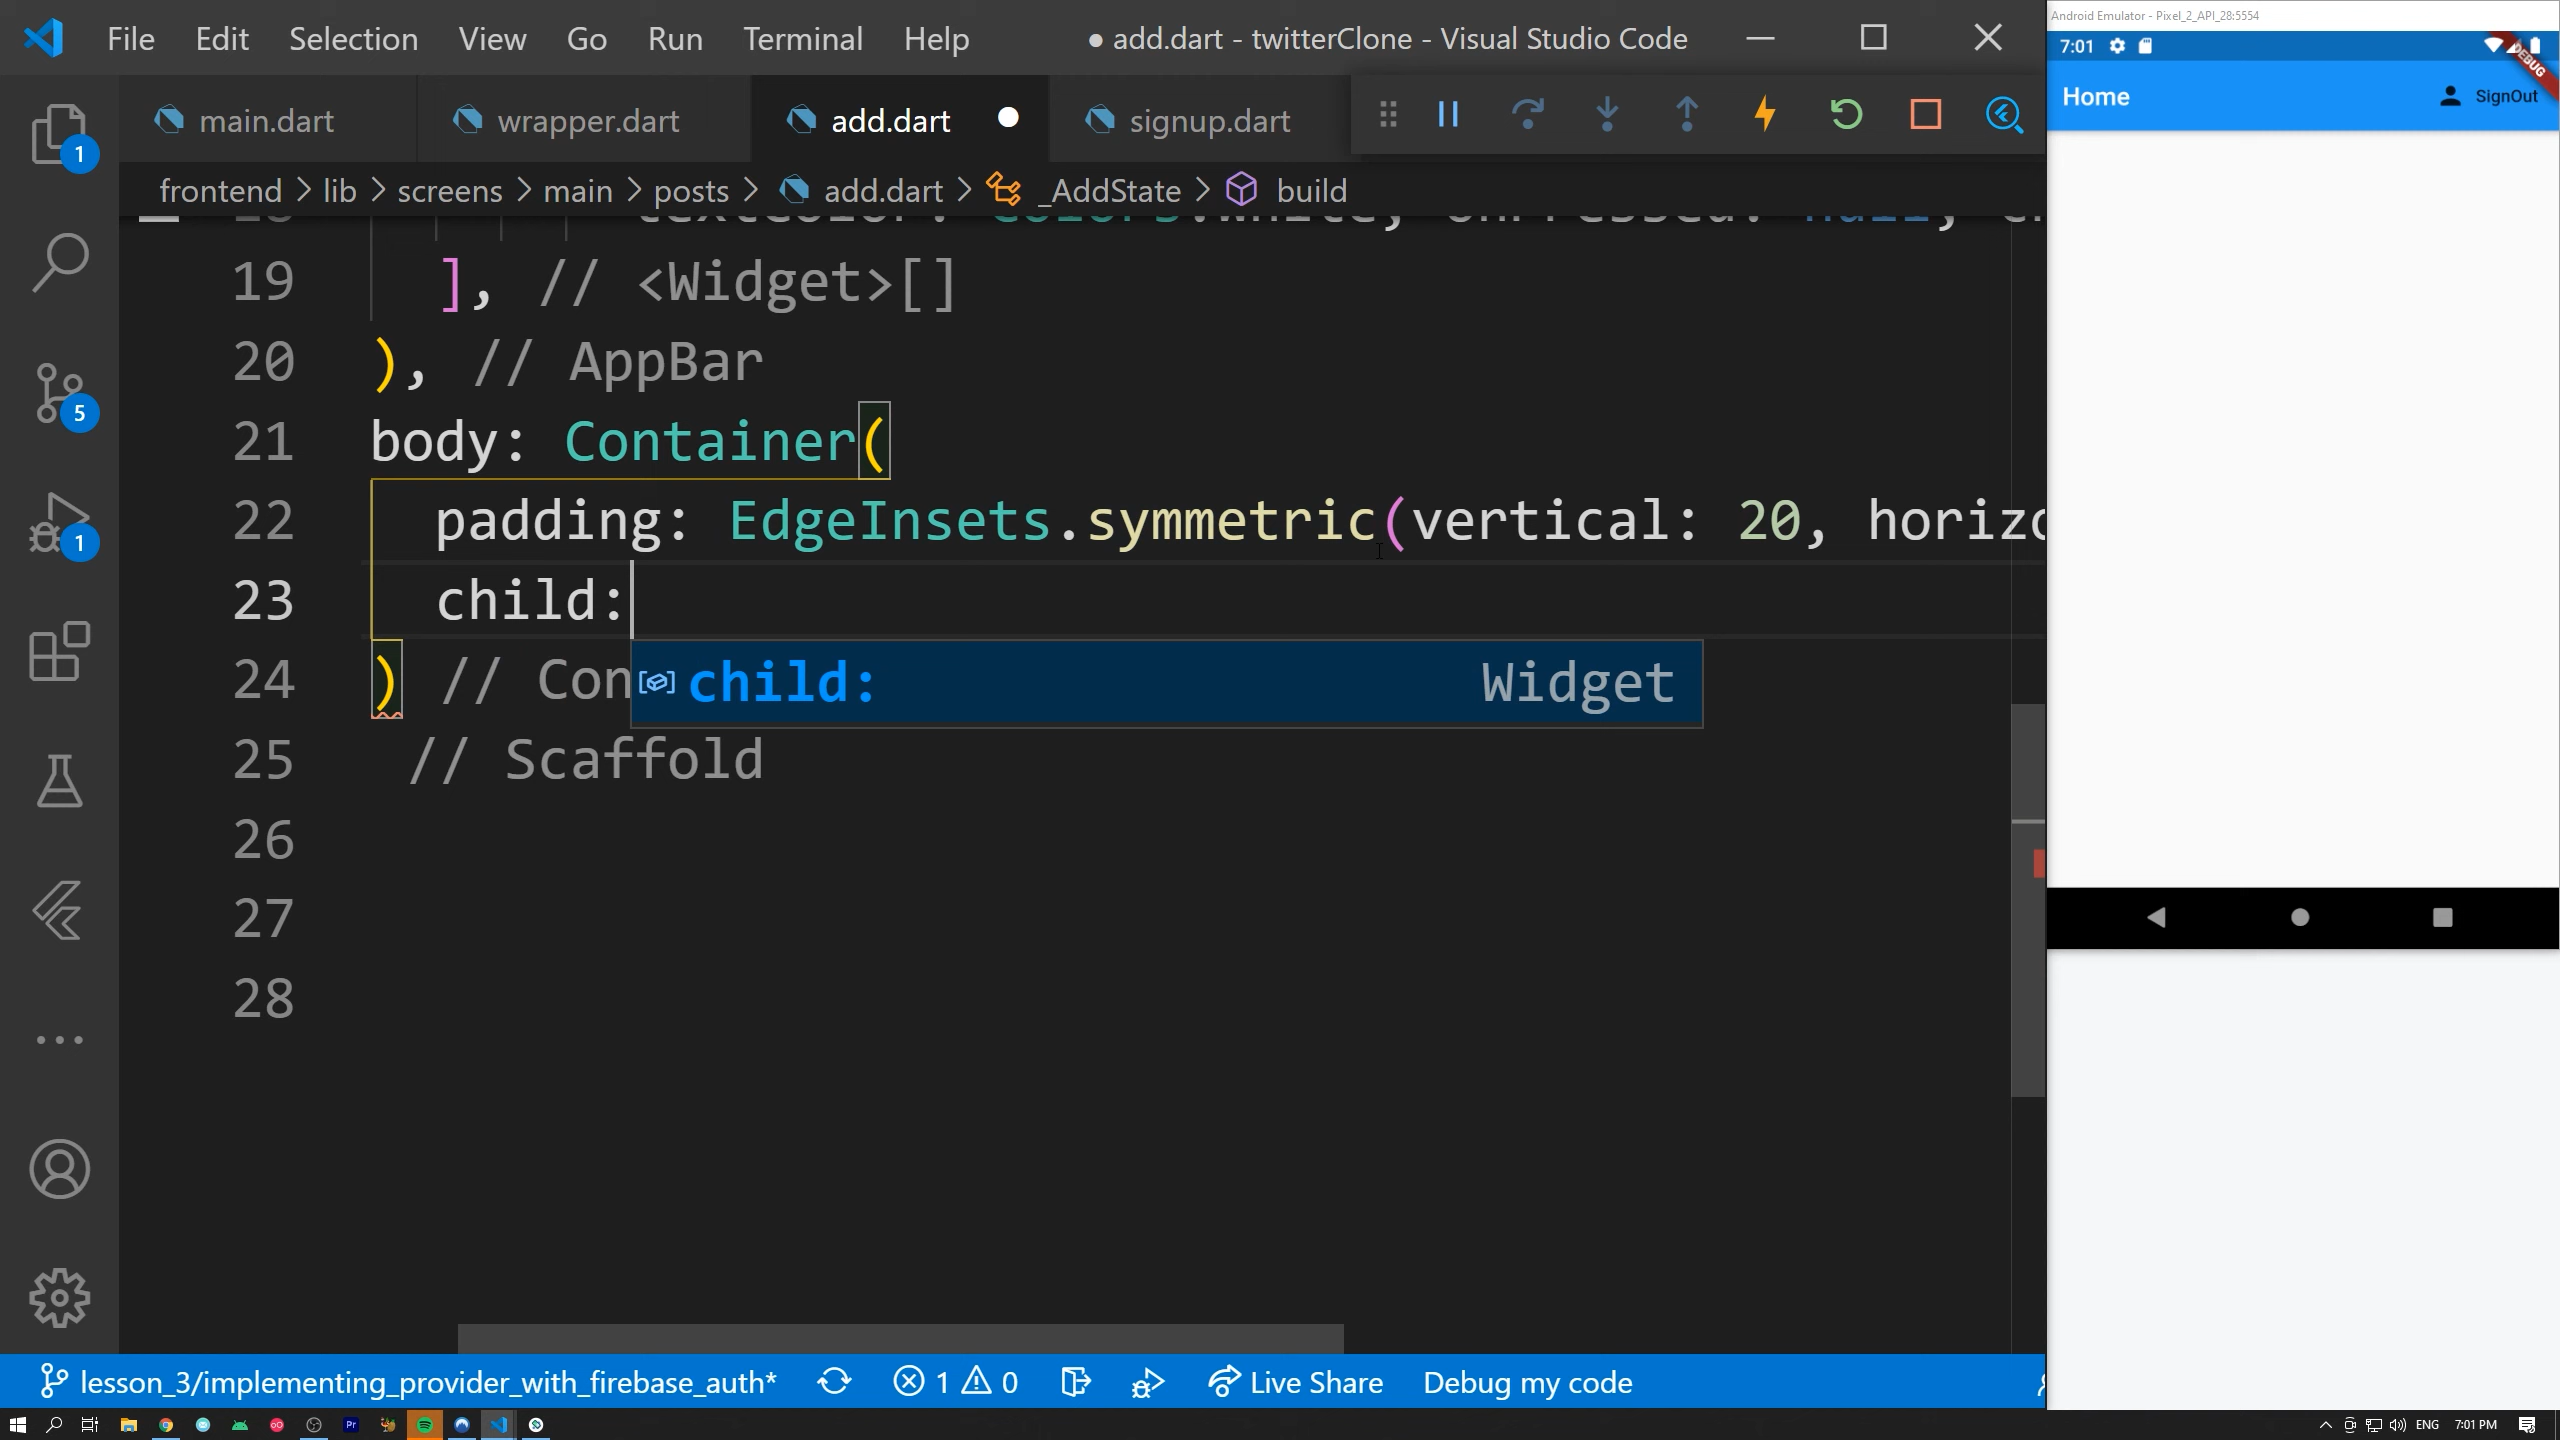 File Edit Selection View Go Run Terminal Help ● add.dart - twitterClone - Visual Studio Code
main.dart wrapper.dart add.dart signup.dart
frontend > lib > screens > main > posts > add.dart > _AddState > build
19 ], // <Widget>[]
20 ), // AppBar
21 body: Container(
22 padding: EdgeInsets.symmetric(vertical: 20, horizo
23 child:
24 ) // Con
child: Widget
25 // Scaffold
26
27
28
1
5
1
lesson_3/implementing_provider_with_firebase_auth* 1 0 Live Share Debug my code
Android Emulator - Pixel_2_API_28:5554
7:01
DEBUG
Home SignOut
ENG 7:01 PM